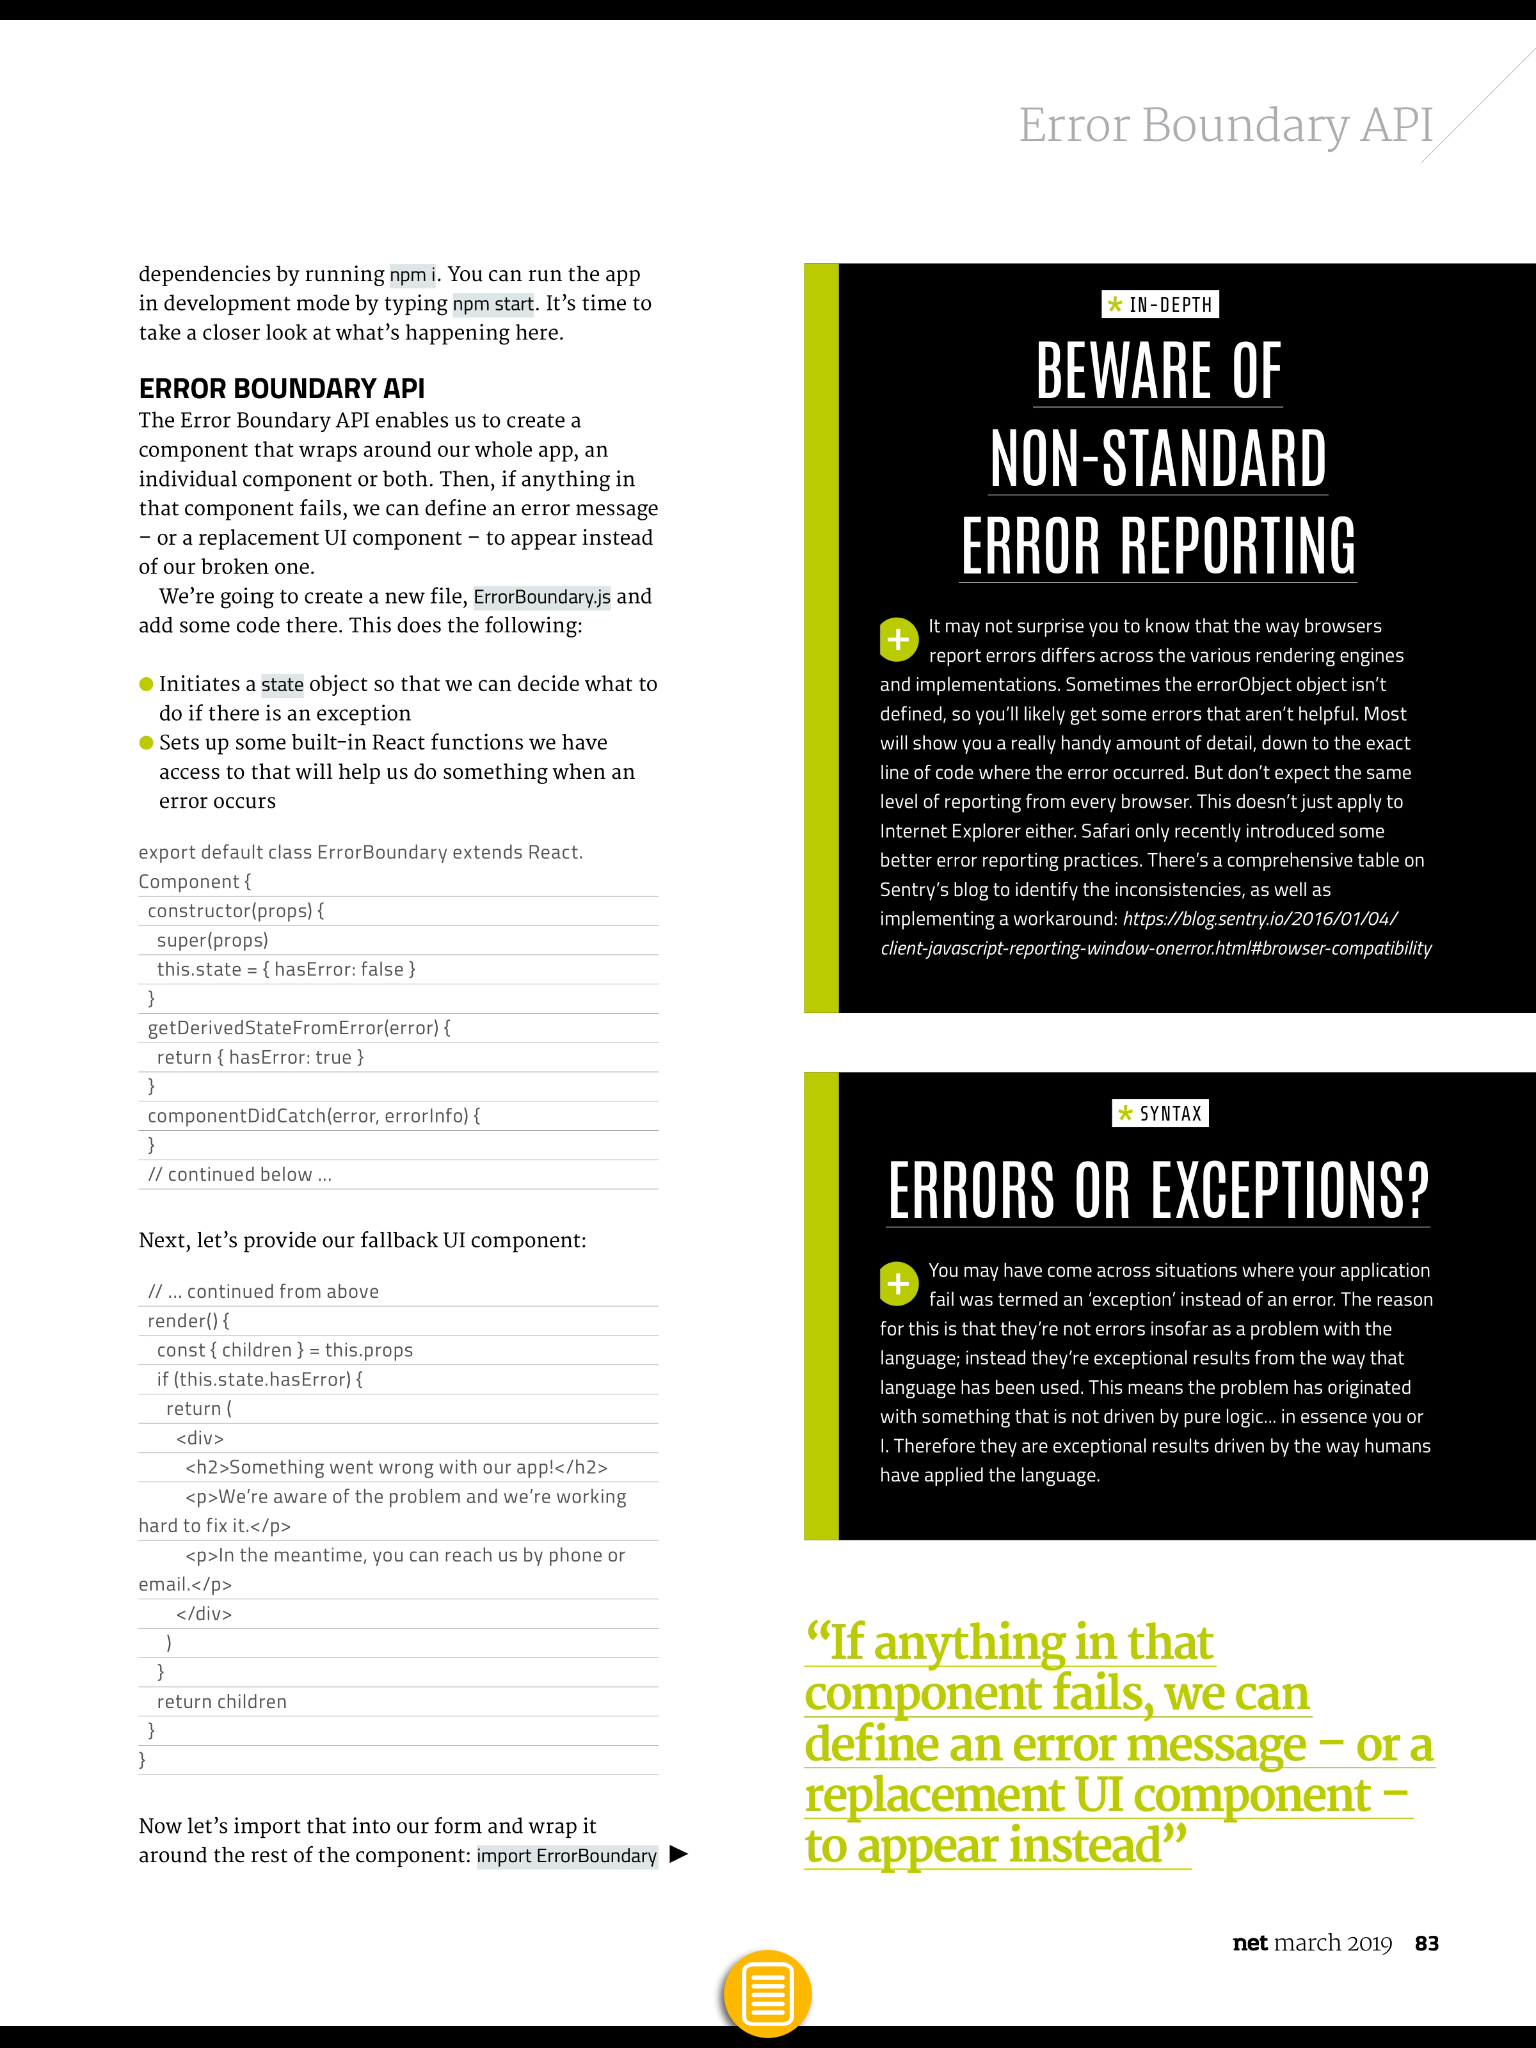 Error Boundary API
dependencies by running npm i. You can run the app
in development mode by typing npm start. It’s time to
take a closer look at what’s happening here.
ERROR BOUNDARY API
The Error Boundary API enables us to create a
component that wraps around our whole app, an
individual component or both. Then, if anything in
that component fails, we can define an error message
– or a replacement UI component – to appear instead
of our broken one.
We’re going to create a new file, ErrorBoundary.js and
add some code there. This does the following:
Initiates a state object so that we can decide what to
do if there is an exception
Sets up some built-in React functions we have
access to that will help us do something when an
error occurs
export default class ErrorBoundary extends React.
Component {
constructor(props) {
super(props)
this.state = { hasError: false }
}
getDerivedStateFromError(error) {
return { hasError: true }
}
componentDidCatch(error, errorInfo) {
}
// continued below ...
Next, let’s provide our fallback UI component:
// ... continued from above
render() {
const { children } = this.props
if (this.state.hasError) {
return (
<div>
<h2>Something went wrong with our app!</h2>
<p>We’re aware of the problem and we’re working
hard to fix it.</p>
<p>In the meantime, you can reach us by phone or
email.</p>
</div>
)
}
return children
}
}
Now let’s import that into our form and wrap it
around the rest of the component: import ErrorBoundary
* IN-DEPTH
BEWARE OF
NON-STANDARD
ERROR REPORTING
It may not surprise you to know that the way browsers
report errors differs across the various rendering engines
and implementations. Sometimes the errorObject object isn’t
defined, so you’ll likely get some errors that aren’t helpful. Most
will show you a really handy amount of detail, down to the exact
line of code where the error occurred. But don’t expect the same
level of reporting from every browser. This doesn’t just apply to
Internet Explorer either. Safari only recently introduced some
better error reporting practices. There’s a comprehensive table on
Sentry’s blog to identify the inconsistencies, as well as
implementing a workaround: https://blog.sentry.io/2016/01/04/
client-javascript-reporting-window-onerror.html#browser-compatibility
* SYNTAX
ERRORS OR EXCEPTIONS?
You may have come across situations where your application
fail was termed an ‘exception’ instead of an error. The reason
for this is that they’re not errors insofar as a problem with the
language; instead they’re exceptional results from the way that
language has been used. This means the problem has originated
with something that is not driven by pure logic... in essence you or
I. Therefore they are exceptional results driven by the way humans
have applied the language.
“If anything in that
component fails, we can
define an error message – or a
replacement UI component –
to appear instead”
net march 2019 83